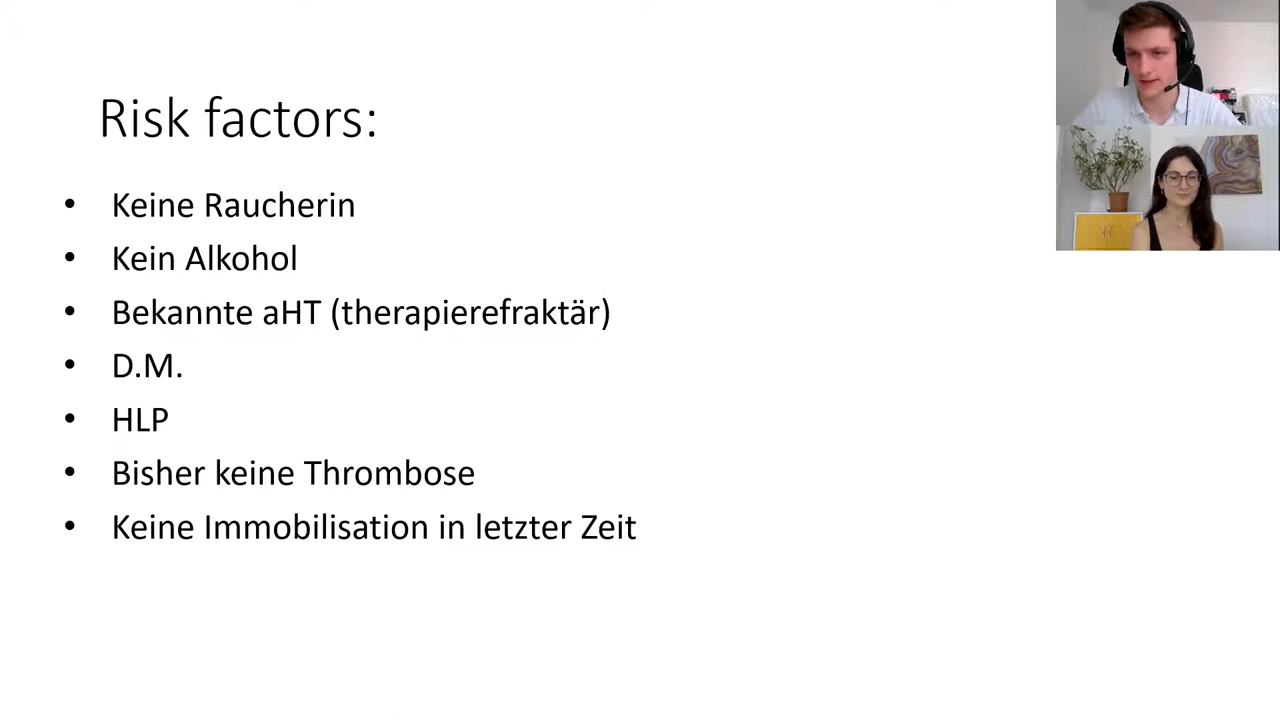 Risk factors:
• Keine Raucherin
• Kein Alkohol
• Bekannte aHT (therapierefraktär)
• D.M.
• HLP
• Bisher keine Thrombose
• Keine Immobilisation in letzter Zeit